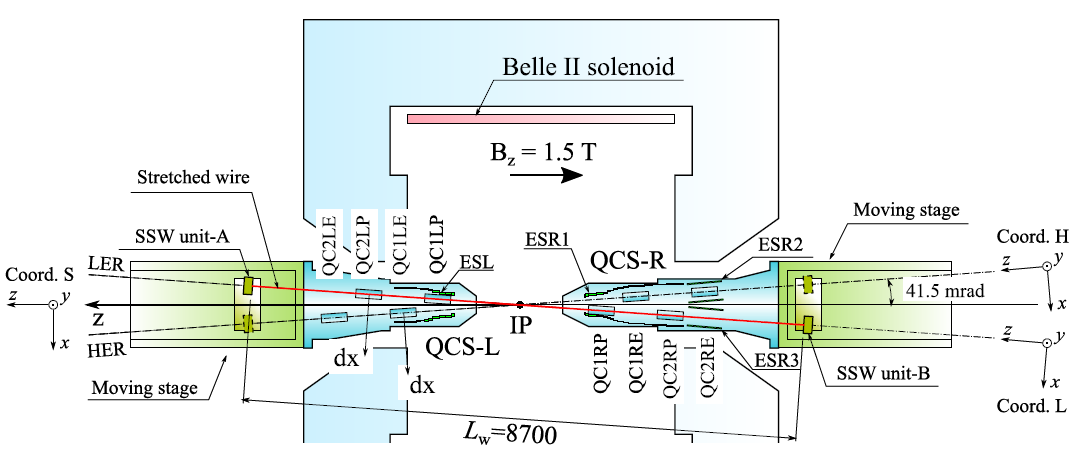 Belle II solenoid
B_z = 1.5 T
Stretched wire
SSW unit-A
QC2LE
QC2LP
QC1LE
QC1LP
ESR1
QCS-R
ESR2
Moving stage
Coord. H
Coord. S
LER
ESL
z
y
x
z
y
x
41.5 mrad
z
IP
HER
QCS-L
dx
dx
QC1RP
QC1RE
QC2RP
QC2RE
ESR3
z
y
x
SSW unit-B
Coord. L
Moving stage
L_w=8700